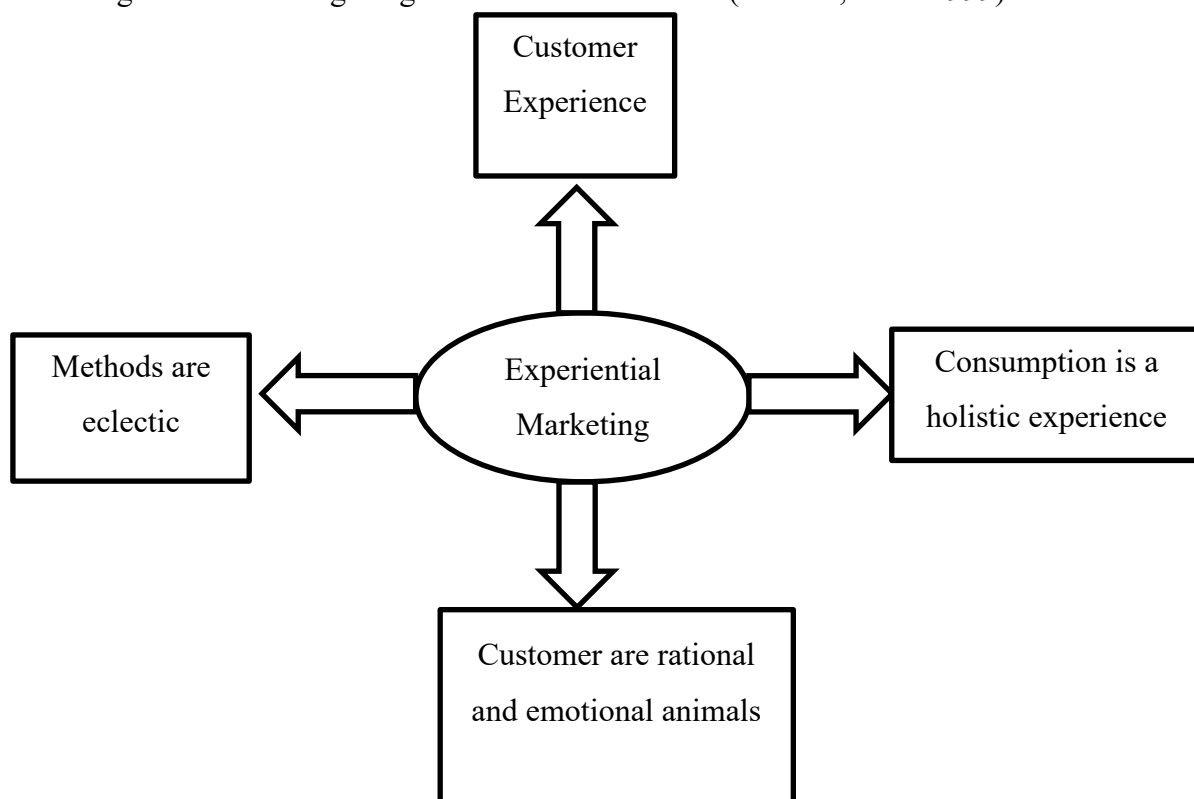 Customer
Experience
Methods are
eclectic
Experiential
Marketing
Consumption is a
holistic experience
Customer are rational
and emotional animals